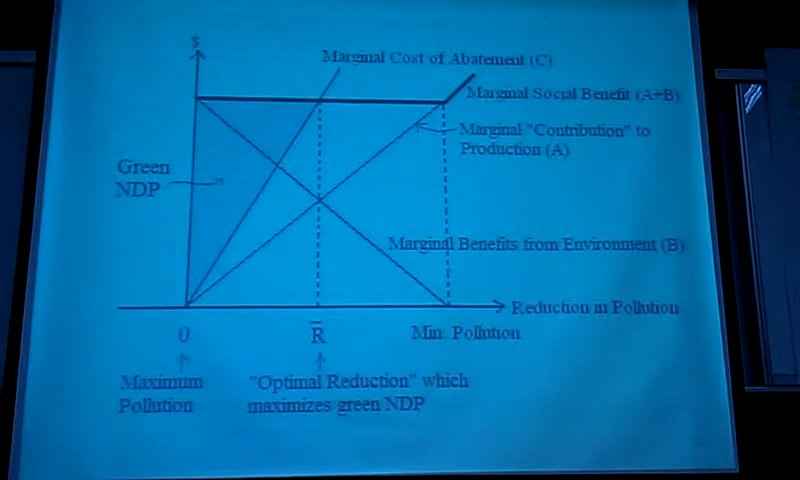 $
Marginal Cost of Abatement (C)
Marginal Social Benefit (A+B)
Marginal "Contribution" to
Production (A)
Green
NDP
Marginal Benefits from Environment (B)
Reduction in Pollution
0
R̅
Min. Pollution
Maximum
Pollution
"Optimal Reduction" which
maximizes green NDP